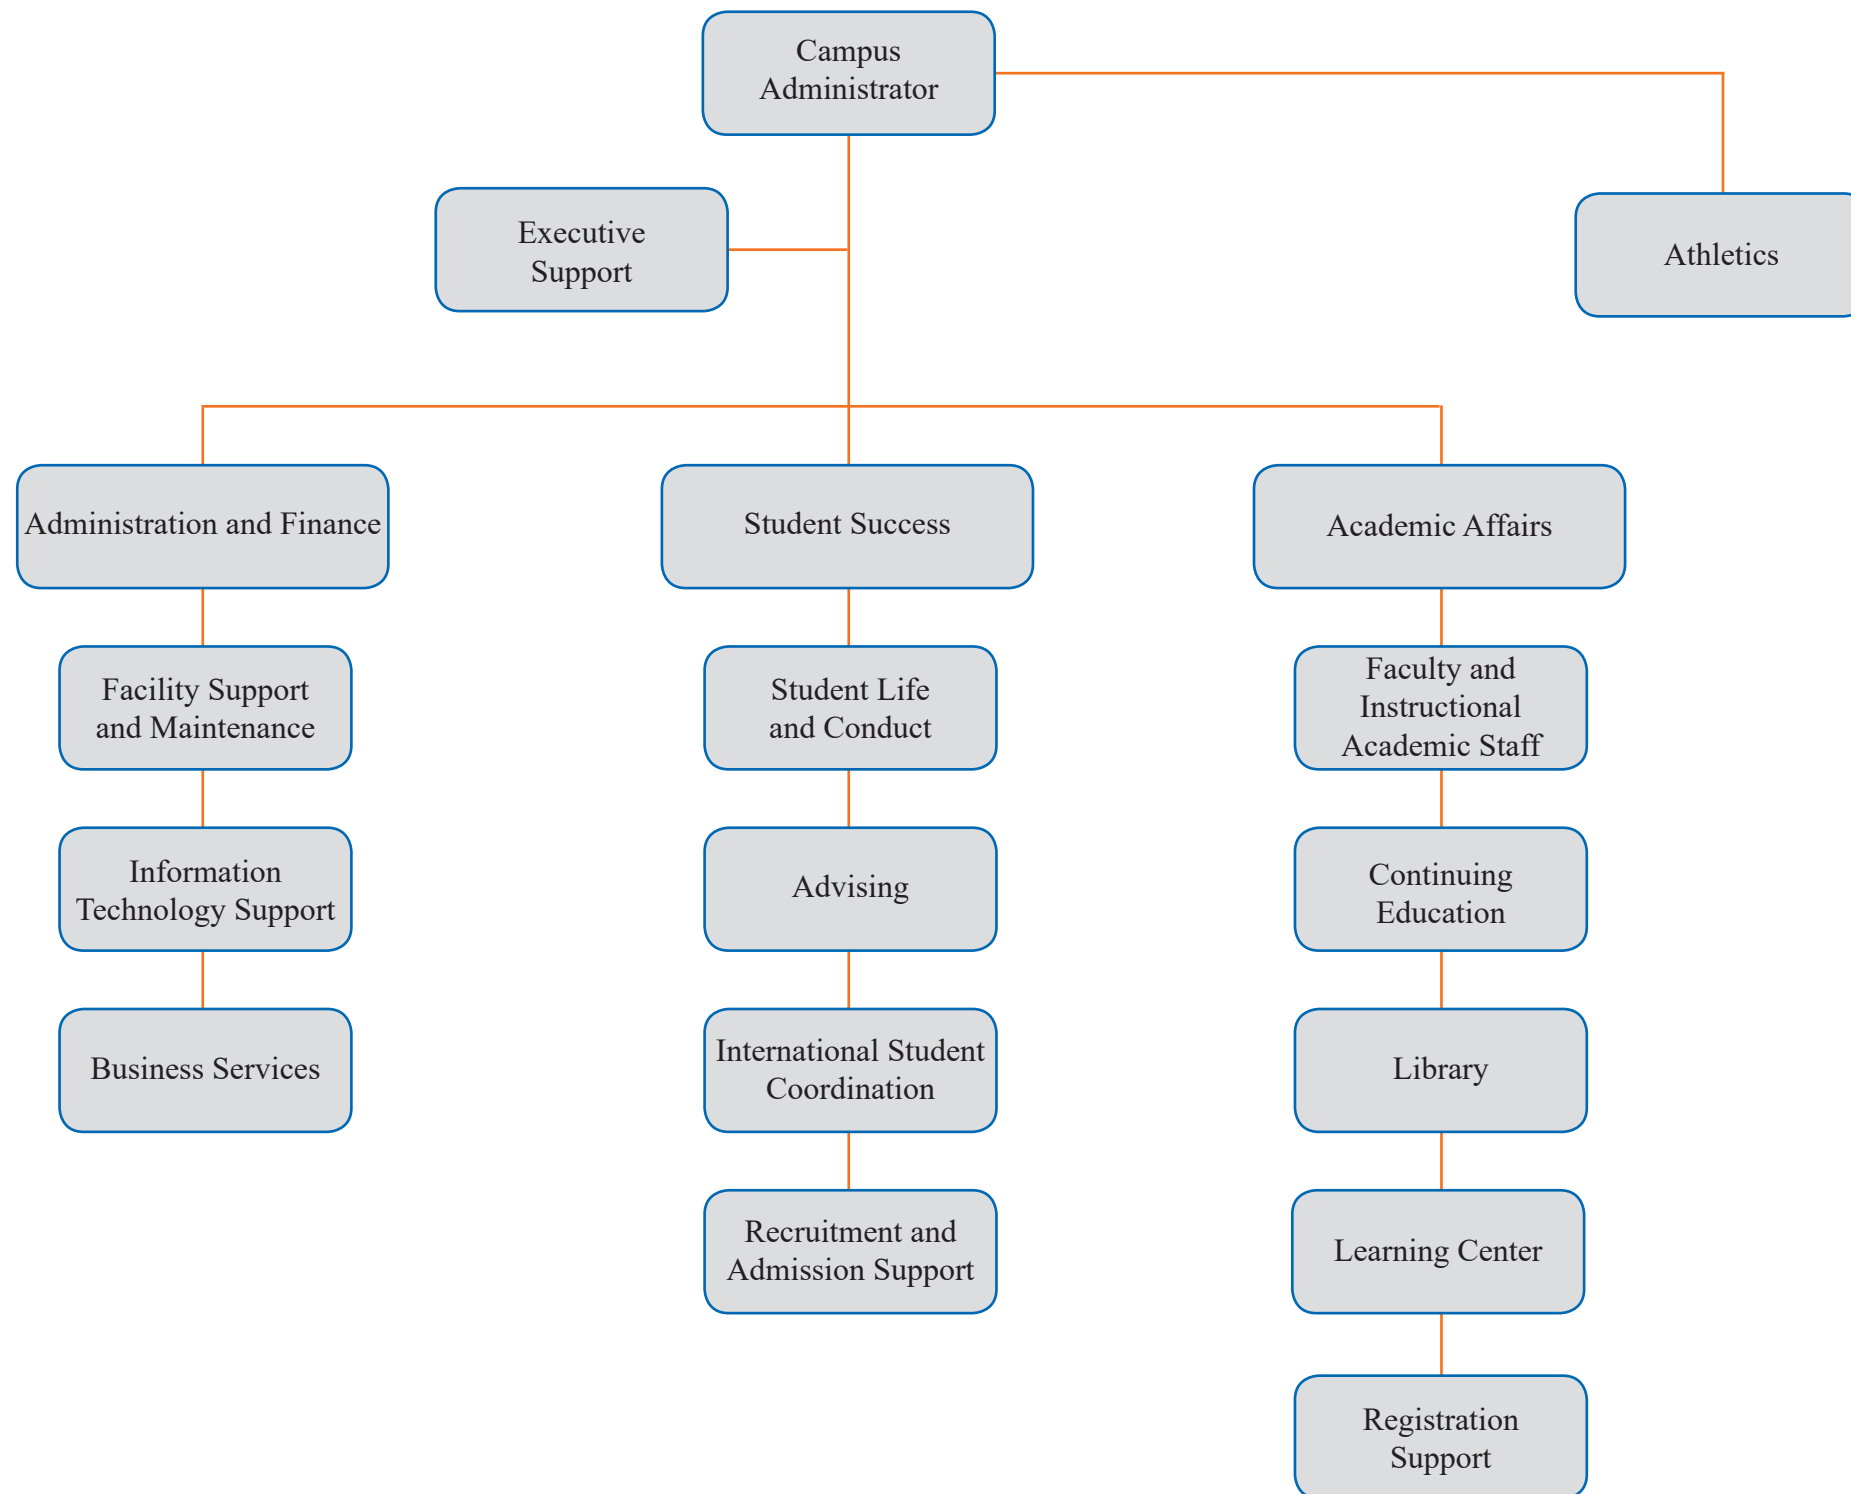 Campus
Administrator
Executive
Support
Athletics
Administration and Finance
Student Success
Academic Affairs
Facility Support
and Maintenance
Student Life
and Conduct
Faculty and
Instructional
Academic Staff
Information
Technology Support
Advising
Continuing
Education
Business Services
International Student
Coordination
Library
Recruitment and
Admission Support
Learning Center
Registration
Support